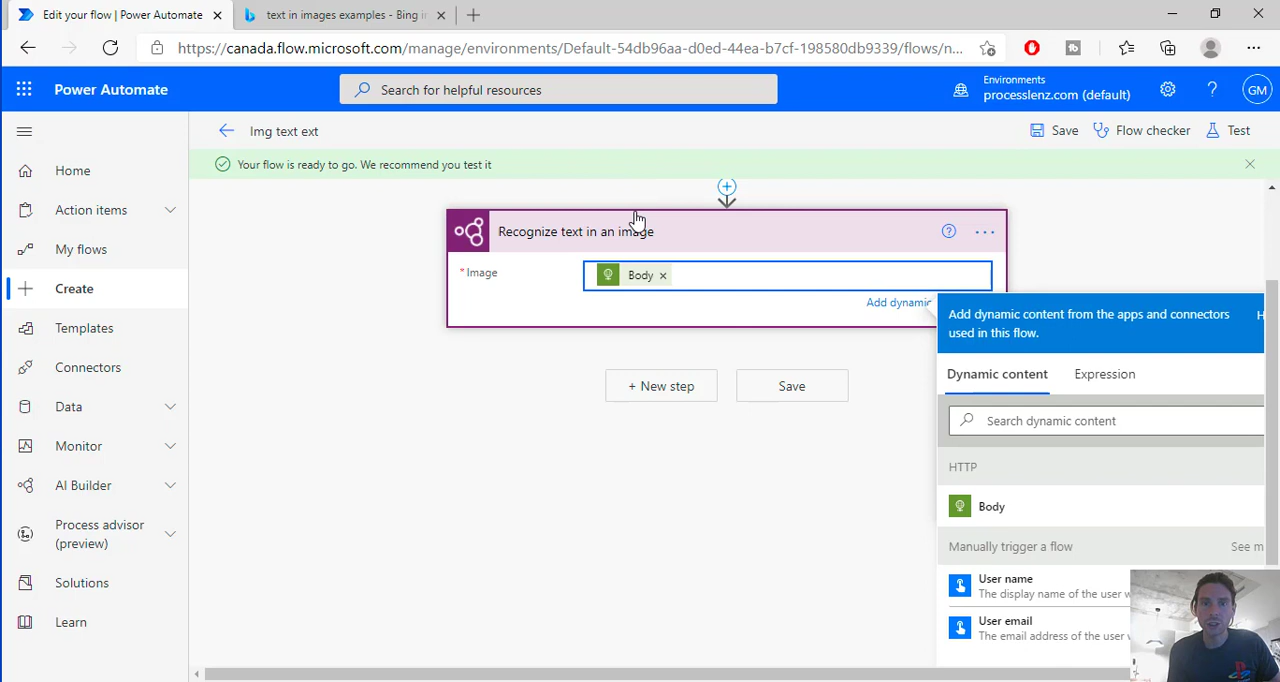 Edit your flow | Power Automate
text in images examples - Bing i
https://canada.flow.microsoft.com/manage/environments/Default-54db96aa-d0ed-44ea-b7cf-198580db9339/flows/n...
Power Automate
Search for helpful resources
Environments
processlenz.com (default)
?
GM
Img text ext
Save
Flow checker
Test
Your flow is ready to go. We recommend you test it
Home
Action items
My flows
Create
Templates
Connectors
Data
Monitor
AI Builder
Process advisor
(preview)
Solutions
Learn
Recognize text in an image
* Image
Body
Add dynamic
+ New step
Save
Add dynamic content from the apps and connectors
used in this flow.
H
Dynamic content
Expression
Search dynamic content
HTTP
Body
Manually trigger a flow
See m
User name
The display name of the user w
User email
The email address of the user